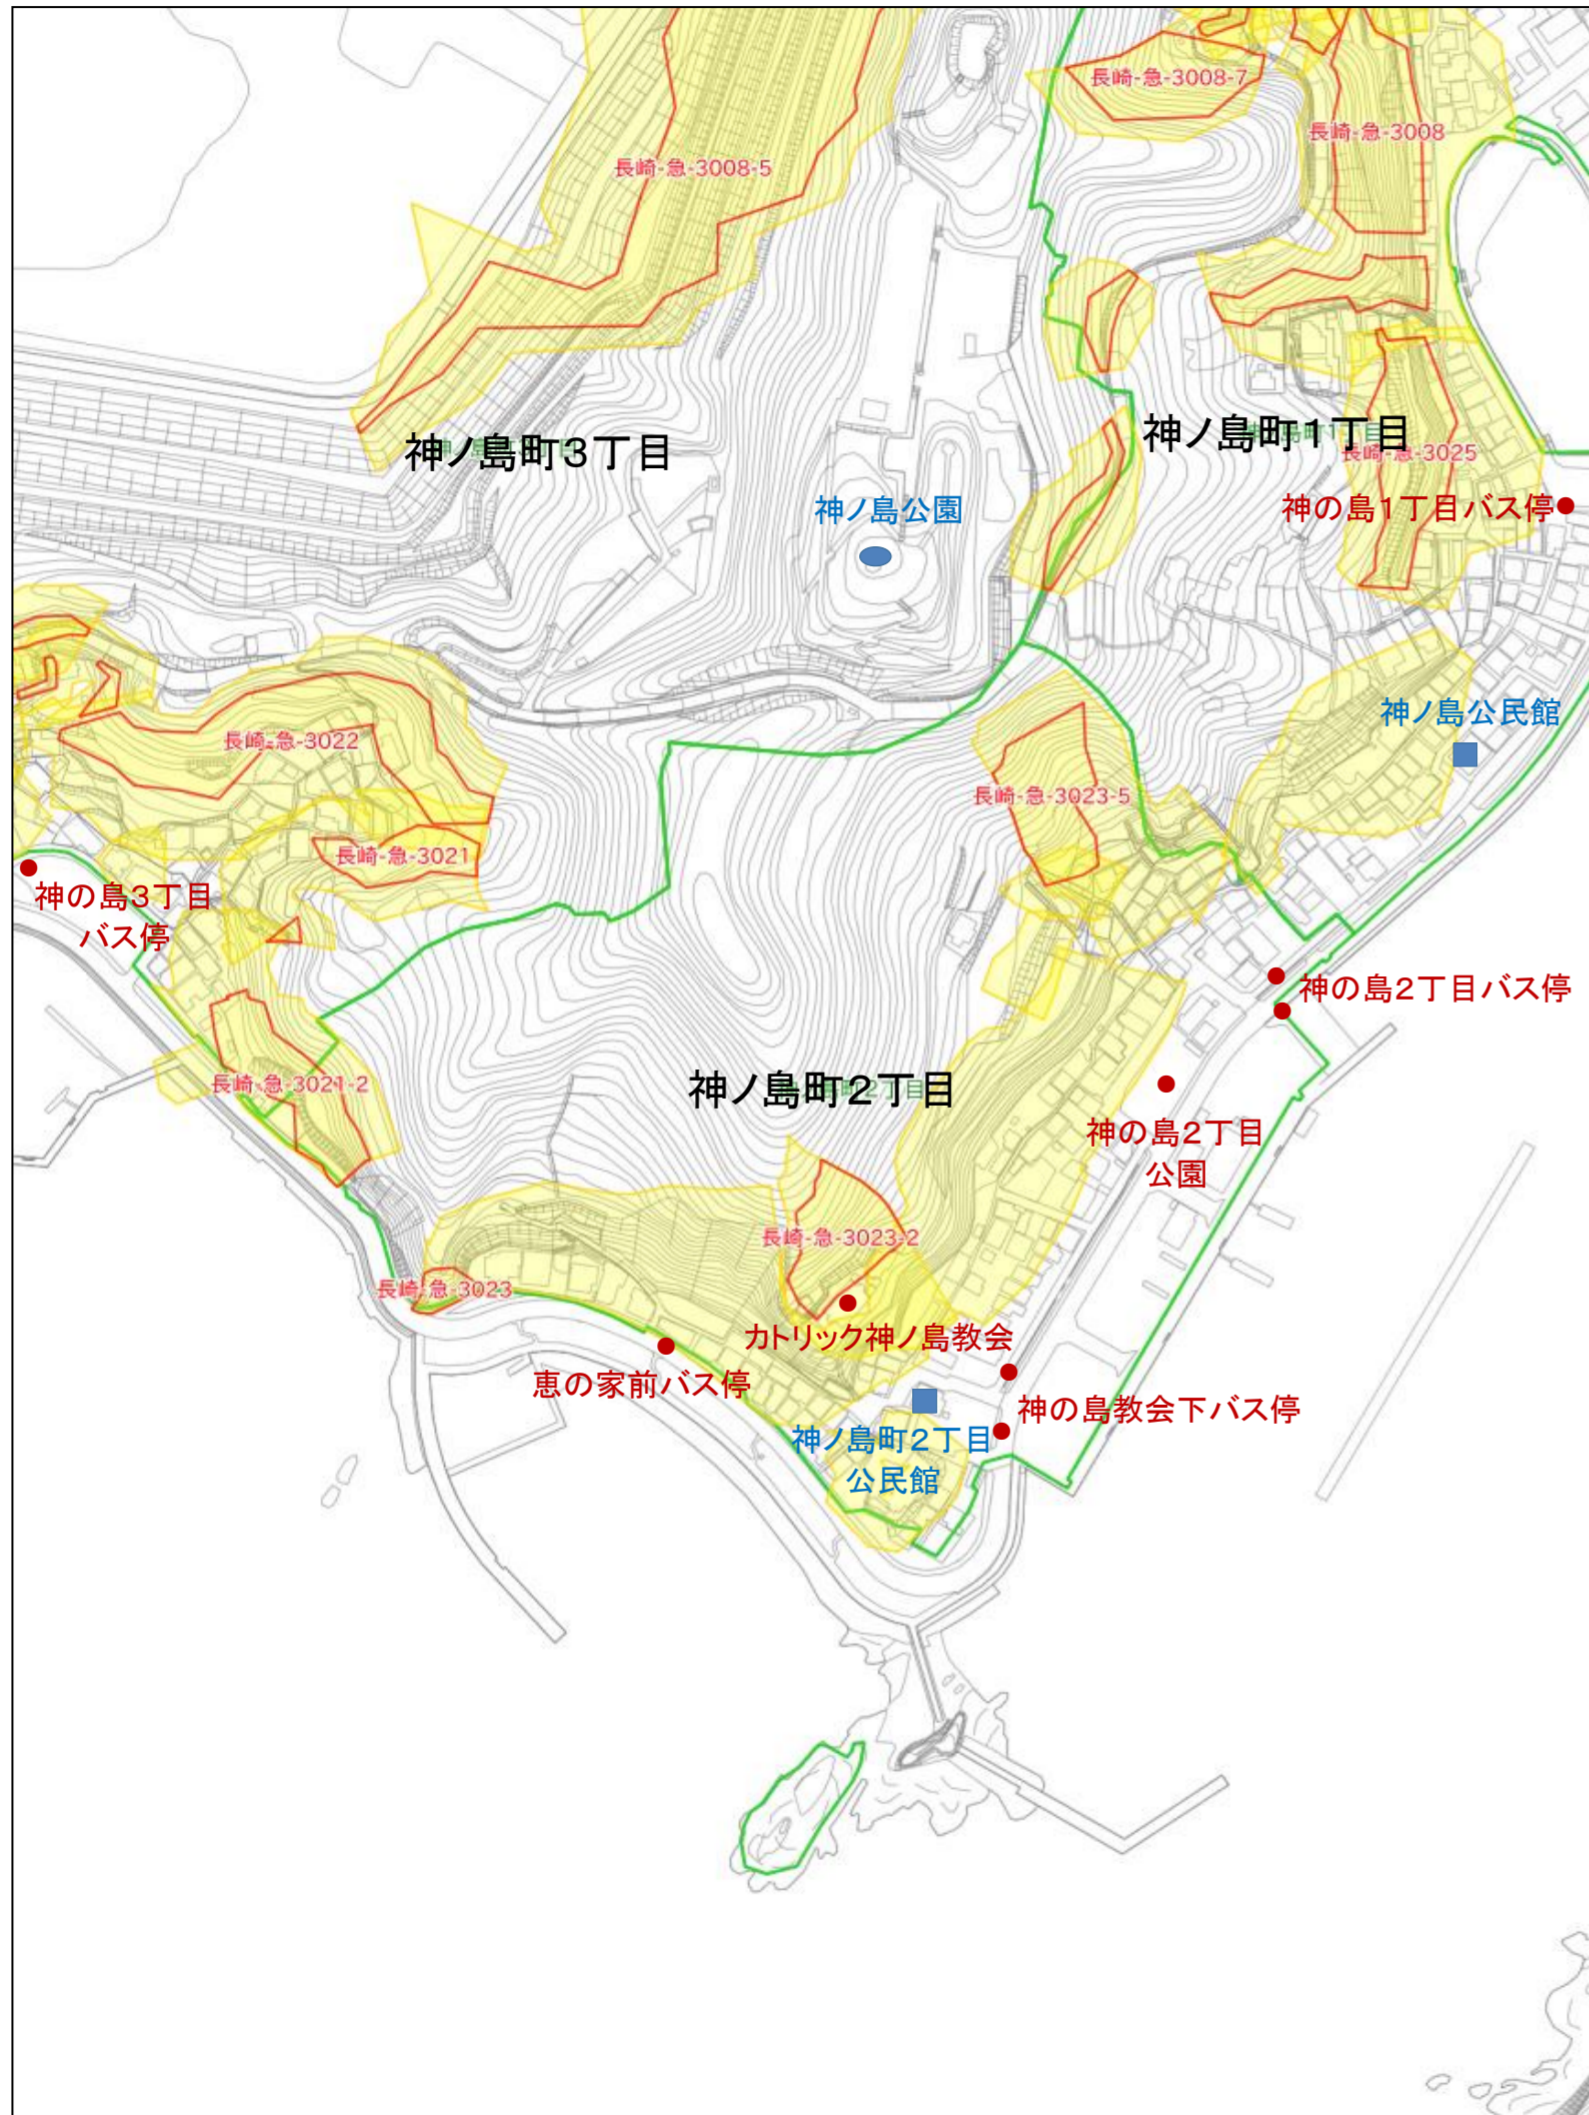 長崎-急-3008-7
長崎-急-3008
長崎-急-3008-5
神ノ島町3丁目
神ノ島町1丁目
長崎-急-3025
神ノ島公園
神の島1丁目バス停
神ノ島公民館
長崎-急-3022
長崎-急-3023-5
長崎-急-3021
神の島3丁目
バス停
神の島2丁目バス停
長崎-急-3021-2
神ノ島町2丁目
神の島2丁目
公園
長崎-急-3023-2
長崎-急-3023
カトリック神ノ島教会
恵の家前バス停
神の島教会下バス停
神ノ島町2丁目
公民館